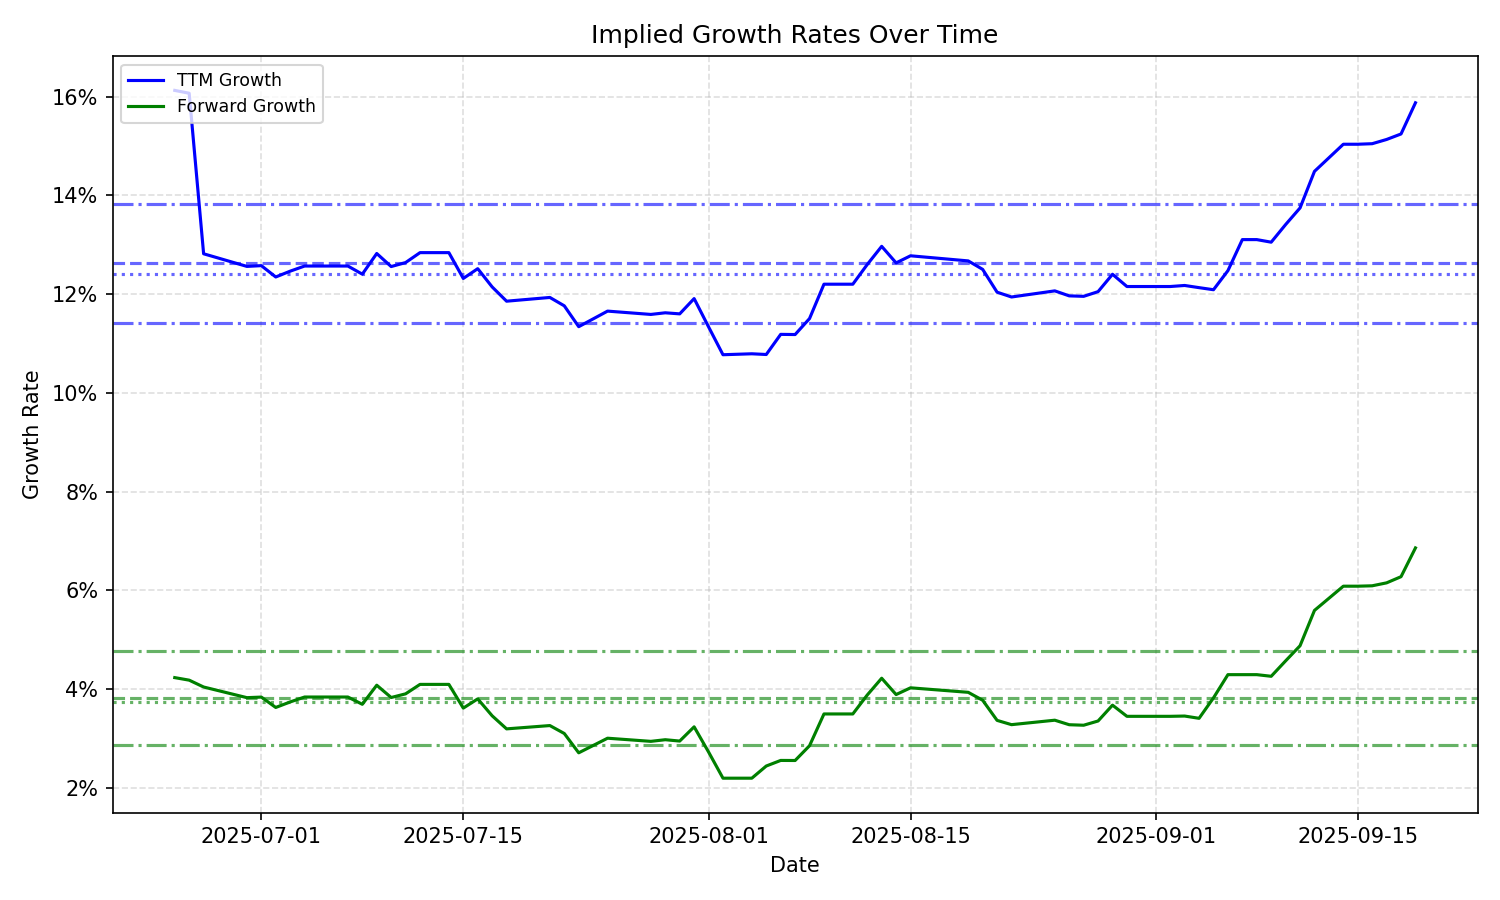 Implied Growth Rates Over Time
TTM Growth
Forward Growth
Growth Rate
16%
14%
12%
10%
8%
6%
4%
2%
2025-07-01
2025-07-15
2025-08-01
2025-08-15
2025-09-01
2025-09-15
Date